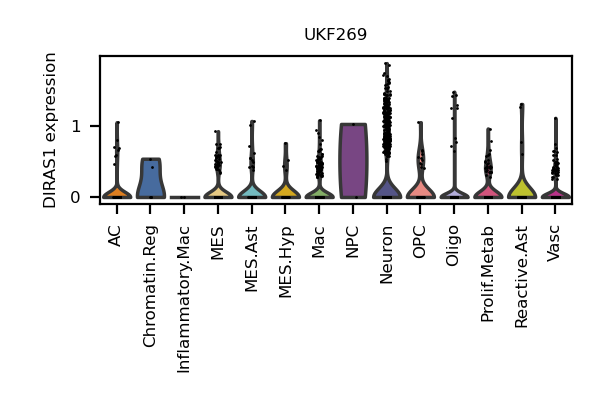 UKF269
DIRAS1 expression
1
0
AC
Chromatin.Reg
Inflammatory.Mac
MES
MES.Ast
MES.Hyp
Mac
NPC
Neuron
OPC
Oligo
Prolif.Metab
Reactive.Ast
Vasc